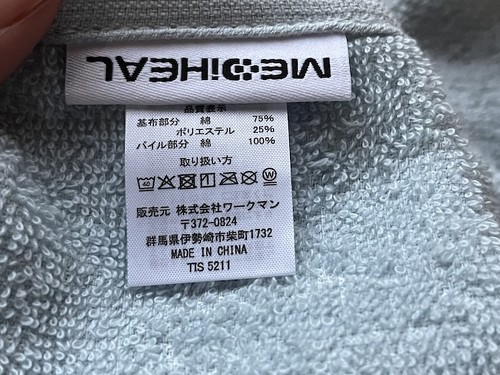 MEDiHEAL
品質表示
基布部分 綿 75%
ポリエステル 25%
パイル部分 綿 100%
取り扱い方
40
W
販売元 株式会社ワークマン
〒372-0824
群馬県伊勢崎市柴町1732
MADE IN CHINA
TTS 5211